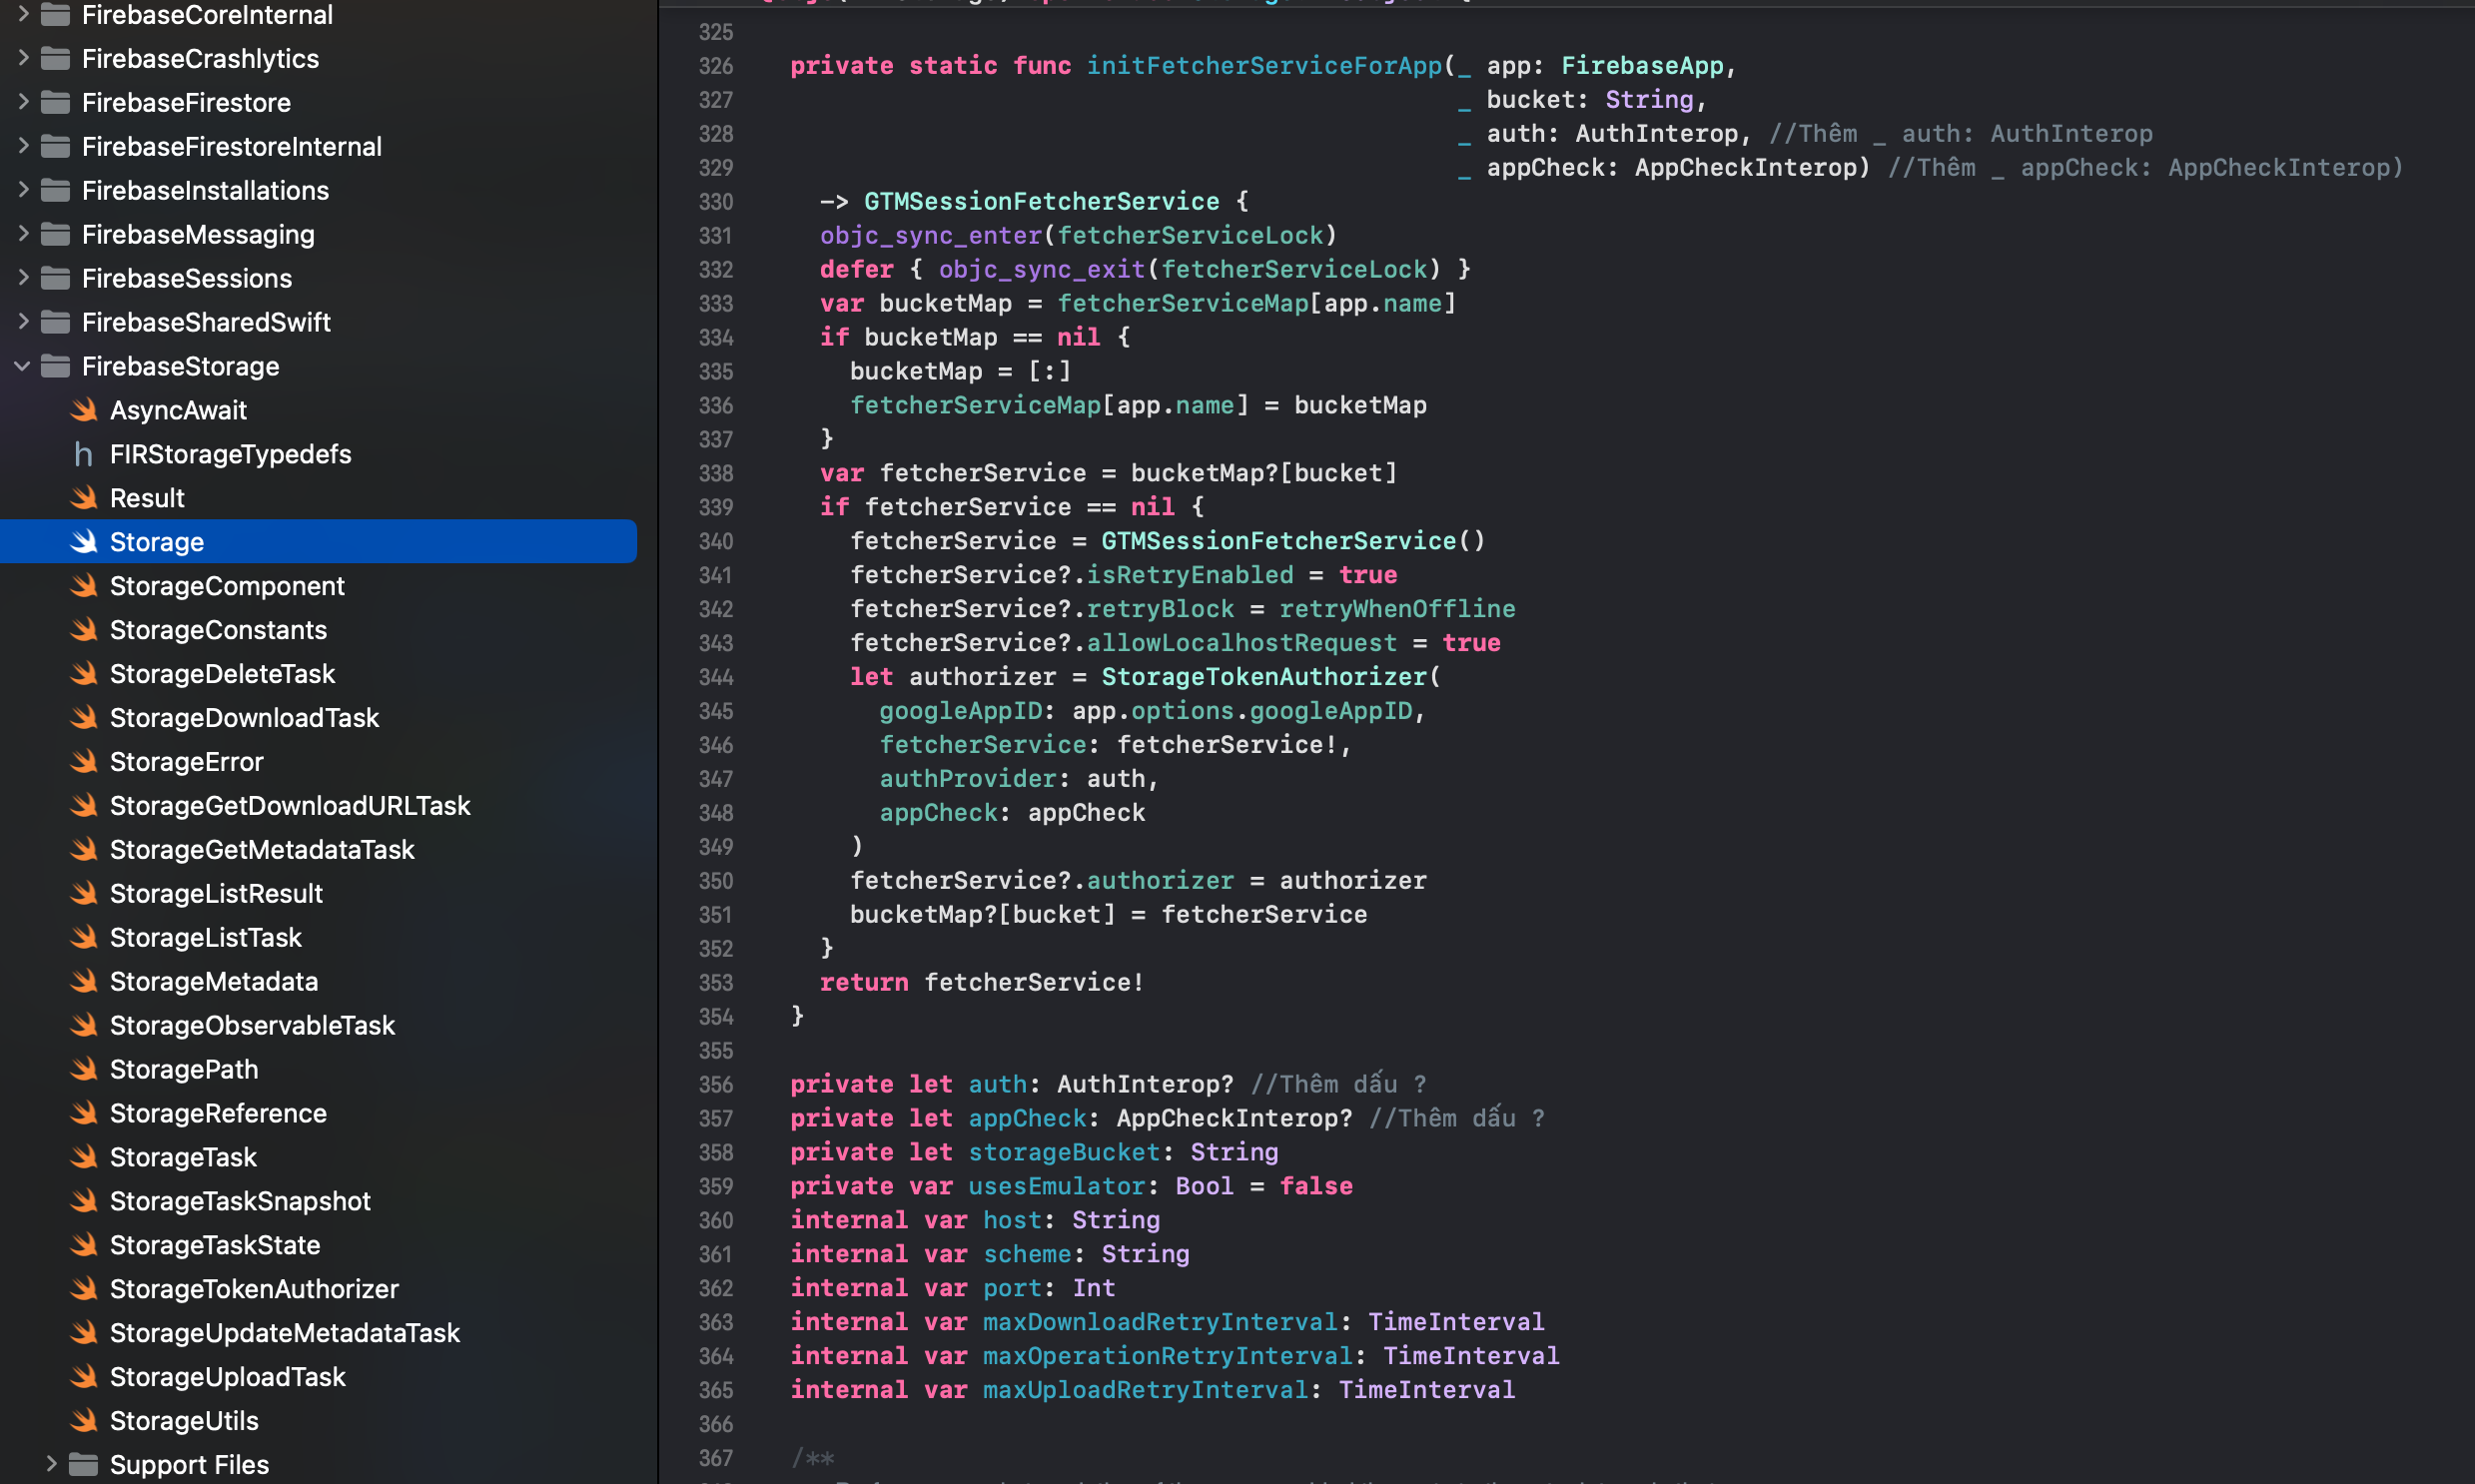 FirebaseCoreInternal
FirebaseCrashlytics
FirebaseFirestore
FirebaseFirestoreInternal
FirebaseInstallations
FirebaseMessaging
FirebaseSessions
FirebaseSharedSwift
FirebaseStorage
AsyncAwait
h FIRStorageTypedefs
Result
Storage
StorageComponent
StorageConstants
StorageDeleteTask
StorageDownloadTask
StorageError
StorageGetDownloadURLTask
StorageGetMetadataTask
StorageListResult
StorageListTask
StorageMetadata
StorageObservableTask
StoragePath
StorageReference
StorageTask
StorageTaskSnapshot
StorageTaskState
StorageTokenAuthorizer
StorageUpdateMetadataTask
StorageUploadTask
StorageUtils
Support Files
325
326 private static func initFetcherServiceForApp(_ app: FirebaseApp,
327 _ bucket: String,
328 _ auth: AuthInterop, //Thêm _ auth: AuthInterop
329 _ appCheck: AppCheckInterop) //Thêm _ appCheck: AppCheckInterop)
330 -> GTMSessionFetcherService {
331 objc_sync_enter(fetcherServiceLock)
332 defer { objc_sync_exit(fetcherServiceLock) }
333 var bucketMap = fetcherServiceMap[app.name]
334 if bucketMap == nil {
335 bucketMap = [:]
336 fetcherServiceMap[app.name] = bucketMap
337 }
338 var fetcherService = bucketMap?[bucket]
339 if fetcherService == nil {
340 fetcherService = GTMSessionFetcherService()
341 fetcherService?.isRetryEnabled = true
342 fetcherService?.retryBlock = retryWhenOffline
343 fetcherService?.allowLocalhostRequest = true
344 let authorizer = StorageTokenAuthorizer(
345 googleAppID: app.options.googleAppID,
346 fetcherService: fetcherService!,
347 authProvider: auth,
348 appCheck: appCheck
349 )
350 fetcherService?.authorizer = authorizer
351 bucketMap?[bucket] = fetcherService
352 }
353 return fetcherService!
354 }
355
356 private let auth: AuthInterop? //Thêm dấu ?
357 private let appCheck: AppCheckInterop? //Thêm dấu ?
358 private let storageBucket: String
359 private var usesEmulator: Bool = false
360 internal var host: String
361 internal var scheme: String
362 internal var port: Int
363 internal var maxDownloadRetryInterval: TimeInterval
364 internal var maxOperationRetryInterval: TimeInterval
365 internal var maxUploadRetryInterval: TimeInterval
366
367 /**